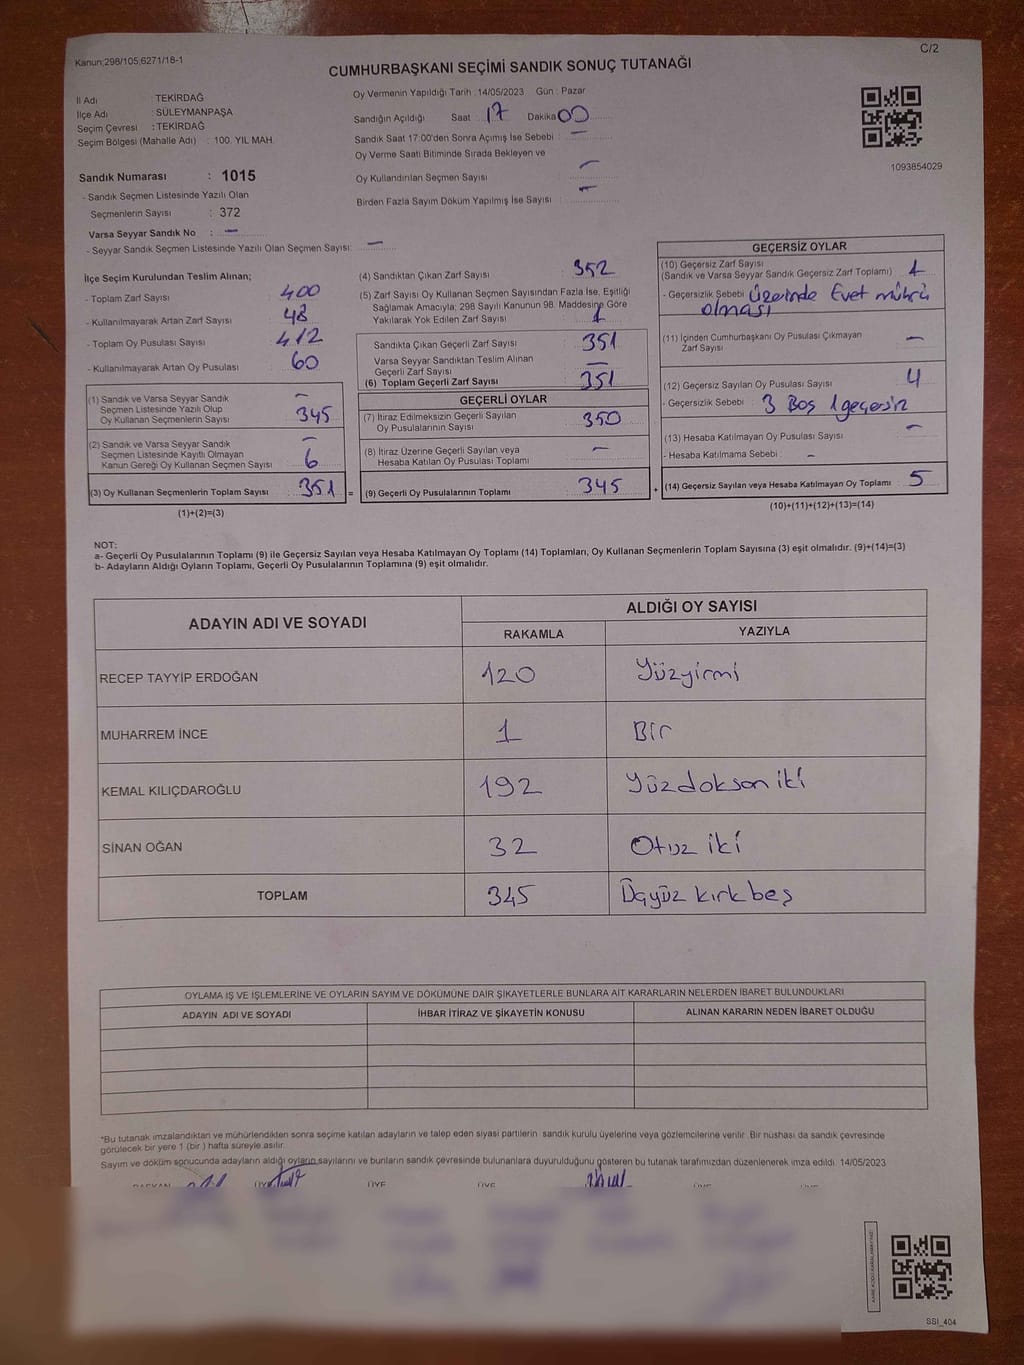 Kanun;298/105;6271/18-1
C/2
CUMHURBAŞKANI SEÇİMİ SANDIK SONUÇ TUTANAĞI
İl Adı TEKİRDAĞ
İlçe Adı : SÜLEYMANPAŞA
Seçim Çevresi : TEKİRDAĞ
Seçim Bölgesi (Mahalle Adı) : 100. YIL MAH.
Sandık Numarası : 1015
- Sandık Seçmen Listesinde Yazılı Olan
Seçmenlerin Sayısı : 372
Varsa Seyyar Sandık No : -
- Seyyar Sandık Seçmen Listesinde Yazılı Olan Seçmen Sayısı: -
Oy Vermenin Yapıldığı Tarih : 14/05/2023 Gün : Pazar
Sandığın Açıldığı Saat 17 Dakika 00
Sandık Saat 17:00'den Sonra Açımış İse Sebebi : -
Oy Verme Saati Bitiminde Sırada Bekleyen ve
Oy Kullandırılan Seçmen Sayısı -
Birden Fazla Sayım Döküm Yapılmış İse Sayısı : -
1093854029
İlçe Seçim Kurulundan Teslim Alınan;
- Toplam Zarf Sayısı : 400
- Kullanılmayarak Artan Zarf Sayısı : 48
- Toplam Oy Pusulası Sayısı : 412
- Kullanılmayarak Artan Oy Pusulası : 60
(1) Sandık ve Varsa Seyyar Sandık -
Seçmen Listesinde Yazılı Olup
Oy Kullanan Seçmenlerin Sayısı : 345
(2) Sandık ve Varsa Seyyar Sandık -
Seçmen Listesinde Kayıtlı Olmayan
Kanun Gereği Oy Kullanan Seçmen Sayısı : 6
(3) Oy Kullanan Seçmenlerin Toplam Sayısı : 351 =
(1)+(2)=(3)
(4) Sandıktan Çıkan Zarf Sayısı : 352
(5) Zarf Sayısı Oy Kullanan Seçmen Sayısından Fazla İse, Eşitliği
Sağlamak Amacıyla; 298 Sayılı Kanunun 98. Maddesine Göre
Yakılarak Yok Edilen Zarf Sayısı : 1
Sandıkta Çıkan Geçerli Zarf Sayısı : 351
Varsa Seyyar Sandıktan Teslim Alınan
Geçerli Zarf Sayısı : -
(6) Toplam Geçerli Zarf Sayısı : 351
GEÇERLİ OYLAR
(7) İtiraz Edilmeksizin Geçerli Sayılan
Oy Pusulalarının Sayısı : 350
(8) İtiraz Üzerine Geçerli Sayılan veya
Hesaba Katılan Oy Pusulası Toplamı : -
(9) Geçerli Oy Pusulalarının Toplamı : 345 +
GEÇERSİZ OYLAR
(10) Geçersiz Zarf Sayısı
(Sandık ve Varsa Seyyar Sandık Geçersiz Zarf Toplamı) : 1
- Geçersizlik Sebebi : Üzerinde Evet mührü
olması
(11) İçinden Cumhurbaşkanı Oy Pusulası Çıkmayan
Zarf Sayısı : -
(12) Geçersiz Sayılan Oy Pusulası Sayısı : 4
- Geçersizlik Sebebi : 3 Boş 1 geçersiz
(13) Hesaba Katılmayan Oy Pusulası Sayısı : -
- Hesaba Katılmama Sebebi : -
(14) Geçersiz Sayılan veya Hesaba Katılmayan Oy Toplamı : 5
(10)+(11)+(12)+(13)=(14)
NOT:
a- Geçerli Oy Pusulalarının Toplamı (9) ile Geçersiz Sayılan veya Hesaba Katılmayan Oy Toplamı (14) Toplamları, Oy Kullanan Seçmenlerin Toplam Sayısına (3) eşit olmalıdır. (9)+(14)=(3)
b- Adayların Aldığı Oyların Toplamı, Geçerli Oy Pusulalarının Toplamına (9) eşit olmalıdır.
ADAYIN ADI VE SOYADI ALDIĞI OY SAYISI
RAKAMLA YAZIYLA
RECEP TAYYİP ERDOĞAN 120 Yüzyirmi
MUHARREM İNCE 1 Bir
KEMAL KILIÇDAROĞLU 192 Yüzdoksan iki
SİNAN OĞAN 32 Otuz iki
TOPLAM 345 Üçyüz kırkbeş
OYLAMA İŞ VE İŞLEMLERİNE VE OYLARIN SAYIM VE DÖKÜMÜNE DAİR ŞİKAYETLERLE BUNLARA AİT KARARLARIN NELERDEN İBARET BULUNDUKLARI
ADAYIN ADI VE SOYADI İHBAR İTİRAZ VE ŞİKAYETİN KONUSU ALINAN KARARIN NEDEN İBARET OLDUĞU
*Bu tutanak imzalandıktan ve mühürlendikten sonra seçime katılan adayların ve talep eden siyasi partilerin sandık kurulu üyelerine veya gözlemcilerine verilir. Bir nüshası da sandık çevresinde
görülecek bir yere 1 (bir ) hafta süreyle asılır.
Sayım ve döküm sonucunda adayların aldığı oyların sayılarını ve bunların sandık çevresinde bulunanlara duyurulduğunu gösteren bu tutanak tarafımızdan düzenlenerek imza edildi. 14/05/2023
BAŞKAN ÜYE ÜYE ÜYE
SSI_404